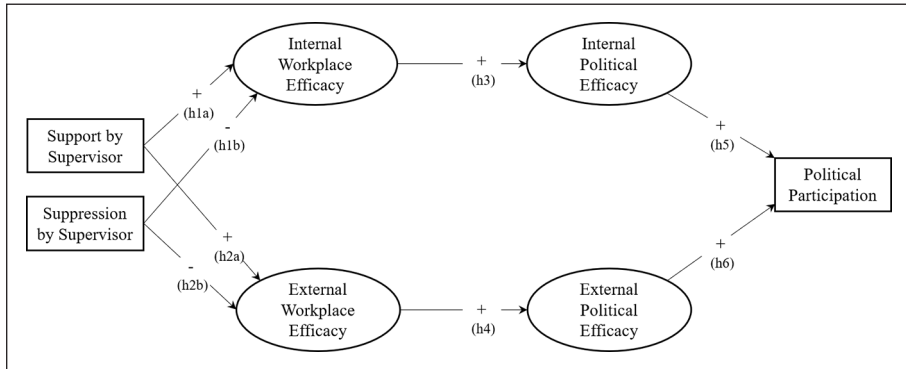 Internal
Workplace
Efficacy
+
(h3)
Internal
Political
Efficacy
+
(h1a)
-
(h1b)
Support by
Supervisor
+
(h5)
Political
Participation
Suppression
by Supervisor
+
(h2a)
-
(h2b)
+
(h6)
External
Workplace
Efficacy
+
(h4)
External
Political
Efficacy